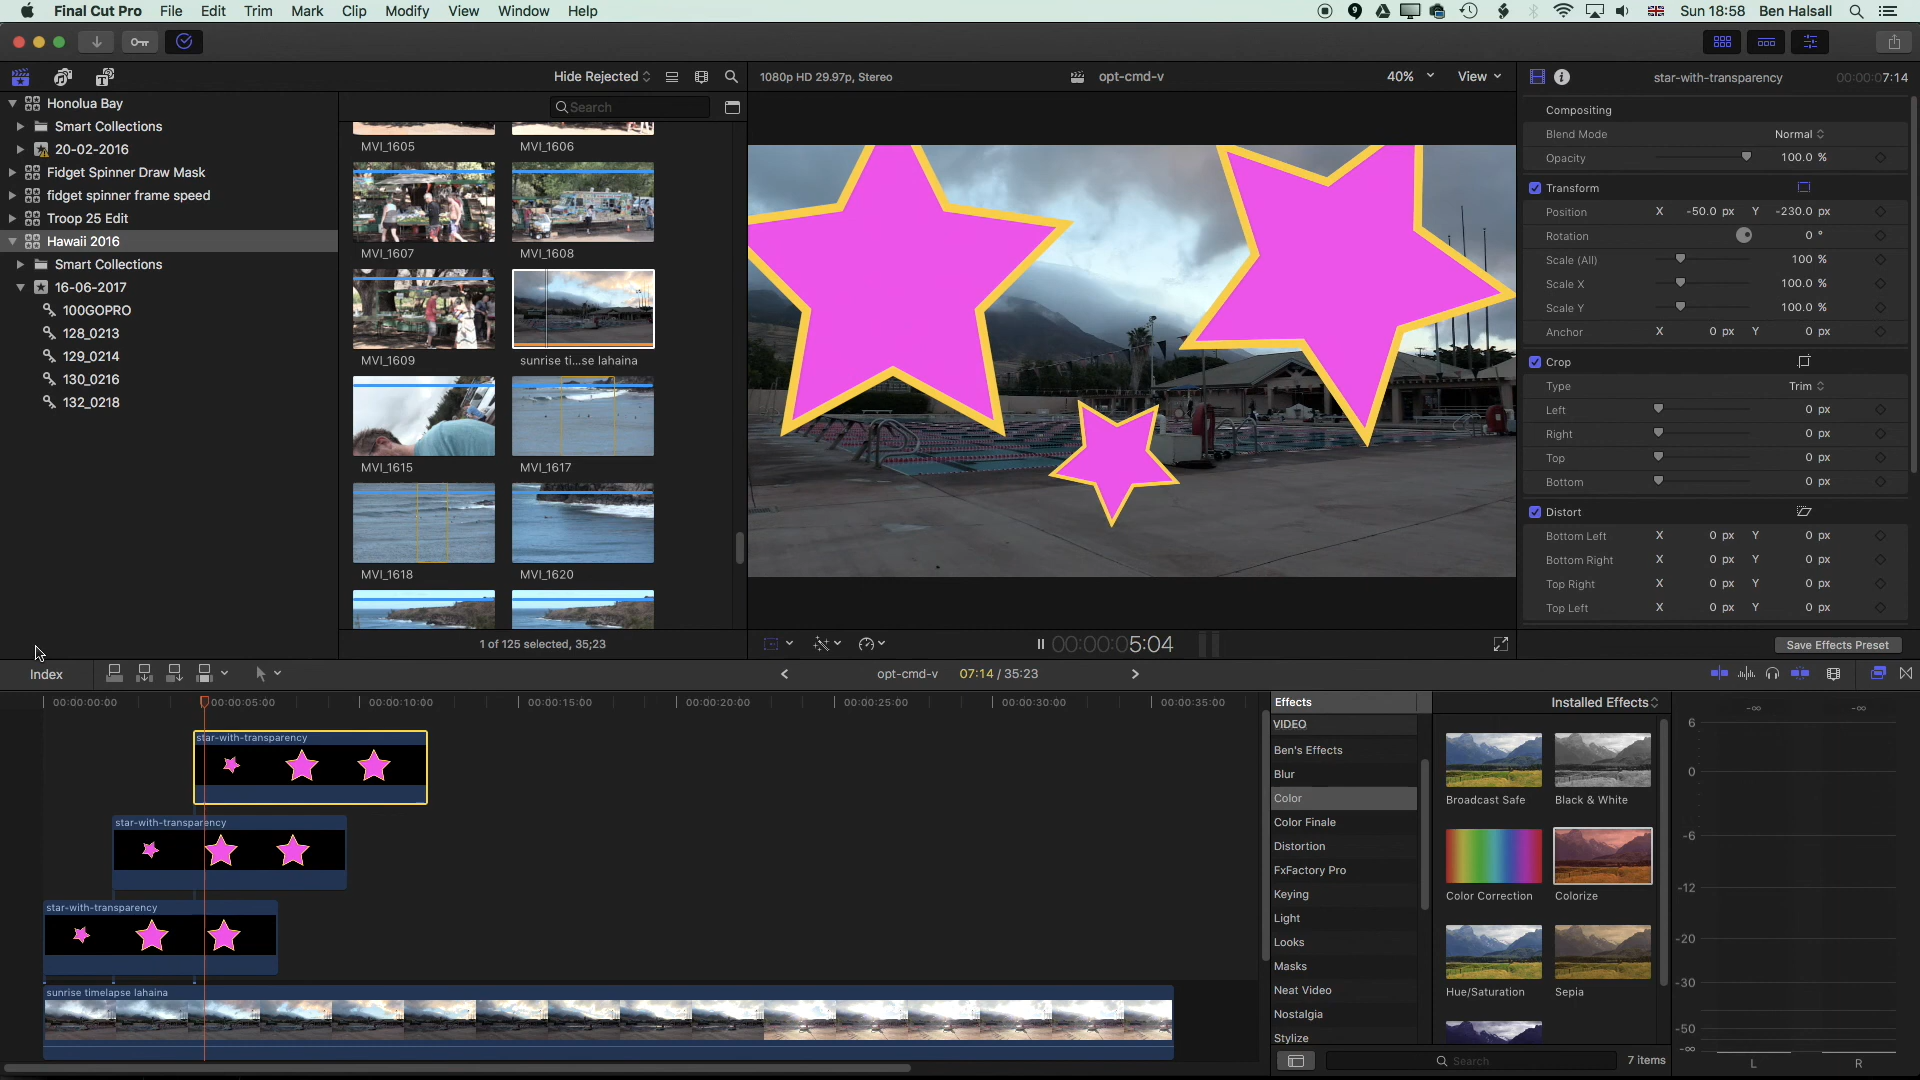 Final Cut Pro File Edit Trim Mark Clip Modify View Window Help
9 Sun 18:58 Ben Halsall
Hide Rejected 1080p HD 29.97p, Stereo opt-cmd-v 40% View star-with-transparency 00:00:07:14
Search
Honolua Bay
Smart Collections
20-02-2016
Fidget Spinner Draw Mask
fidget spinner frame speed
Troop 25 Edit
Hawaii 2016
Smart Collections
16-06-2017
100GOPRO
128_0213
129_0214
130_0216
132_0218
MVI_1605 MVI_1606
MVI_1607 MVI_1608
MVI_1609 sunrise ti...se lahaina
MVI_1615 MVI_1617
MVI_1618 MVI_1620
1 of 125 selected, 35;23
00:00:00:05:04
Compositing
Blend Mode Normal
Opacity 100.0 %
Transform
Position X -50.0 px Y -230.0 px
Rotation 0 °
Scale (All) 100 %
Scale X 100.0 %
Scale Y 100.0 %
Anchor X 0 px Y 0 px
Crop
Type Trim
Left 0 px
Right 0 px
Top 0 px
Bottom 0 px
Distort
Bottom Left X 0 px Y 0 px
Bottom Right X 0 px Y 0 px
Top Right X 0 px Y 0 px
Top Left X 0 px Y 0 px
Save Effects Preset
Index opt-cmd-v 07:14 / 35:23
00:00:00:00 00:00:05:00 00:00:10:00 00:00:15:00 00:00:20:00 00:00:25:00 00:00:30:00 00:00:35:00
star-with-transparency
star-with-transparency
star-with-transparency
sunrise timelapse lahaina
Effects Installed Effects
VIDEO
Ben's Effects
Blur
Color
Color Finale
Distortion
FxFactory Pro
Keying
Light
Looks
Masks
Neat Video
Nostalgia
Stylize
Broadcast Safe Black & White
Color Correction Colorize
Hue/Saturation Sepia
Search 7 items
-∞ -∞
6
0
-6
-12
-20
-30
-50
-∞
L R